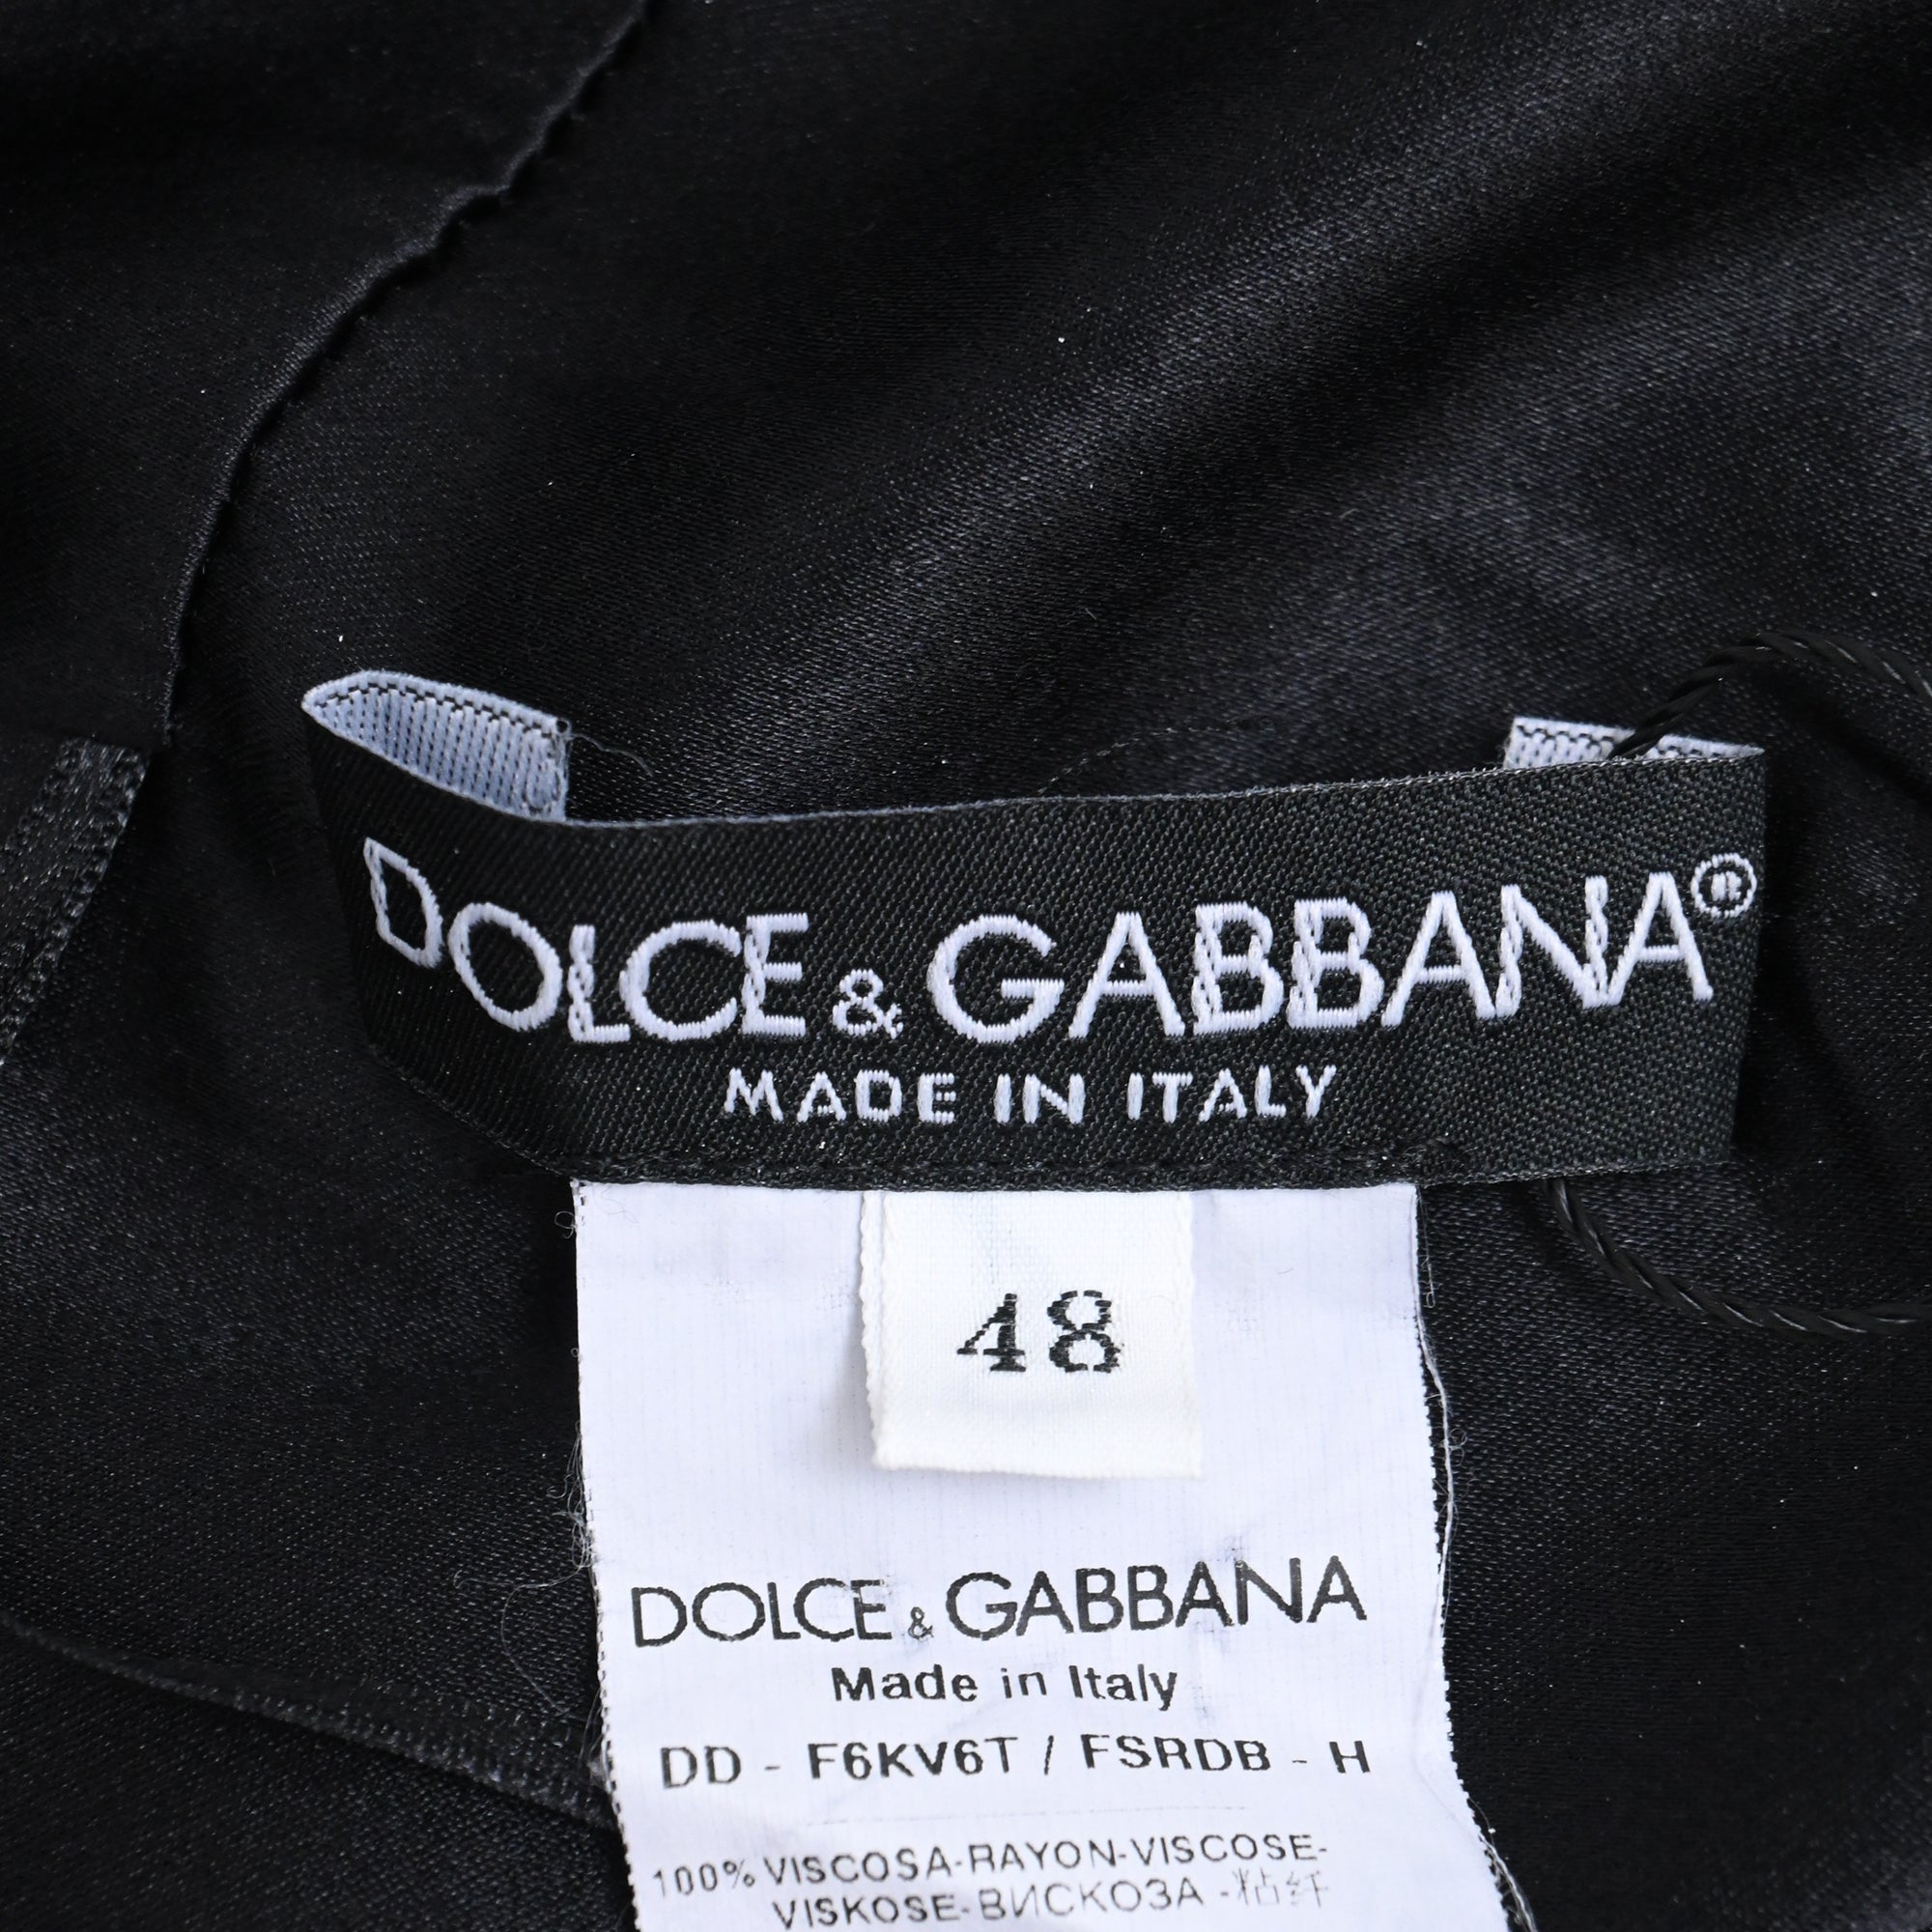 DOLCE & GABBANA®
MADE IN ITALY
48
DOLCE & GABBANA
Made in Italy
DD - F6KV6T / FSRDB - H
100% VISCOSA-RAYON-VISCOSE-
VISKOSE-ВИСКОЗА -粘纤